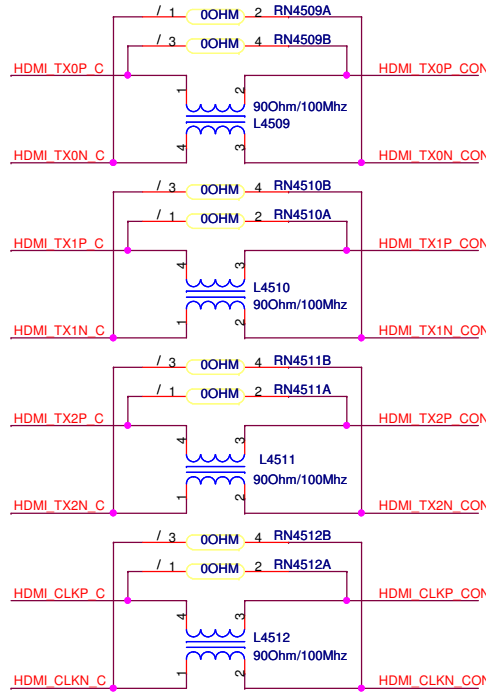 / 1 0OHM 2 RN4509A
/ 3 0OHM 4 RN4509B
HDMI_TX0P_C HDMI_TX0P_CON
1 2
90Ohm/100Mhz
L4509
4 3
HDMI_TX0N_C HDMI_TX0N_CON
/ 3 0OHM 4 RN4510B
/ 1 0OHM 2 RN4510A
HDMI_TX1P_C HDMI_TX1P_CON
4 3
L4510
90Ohm/100Mhz
1 2
HDMI_TX1N_C HDMI_TX1N_CON
/ 3 0OHM 4 RN4511B
/ 1 0OHM 2 RN4511A
HDMI_TX2P_C HDMI_TX2P_CON
4 3
L4511
90Ohm/100Mhz
1 2
HDMI_TX2N_C HDMI_TX2N_CON
/ 3 0OHM 4 RN4512B
/ 1 0OHM 2 RN4512A
HDMI_CLKP_C HDMI_CLKP_CON
4 3
L4512
90Ohm/100Mhz
1 2
HDMI_CLKN_C HDMI_CLKN_CON